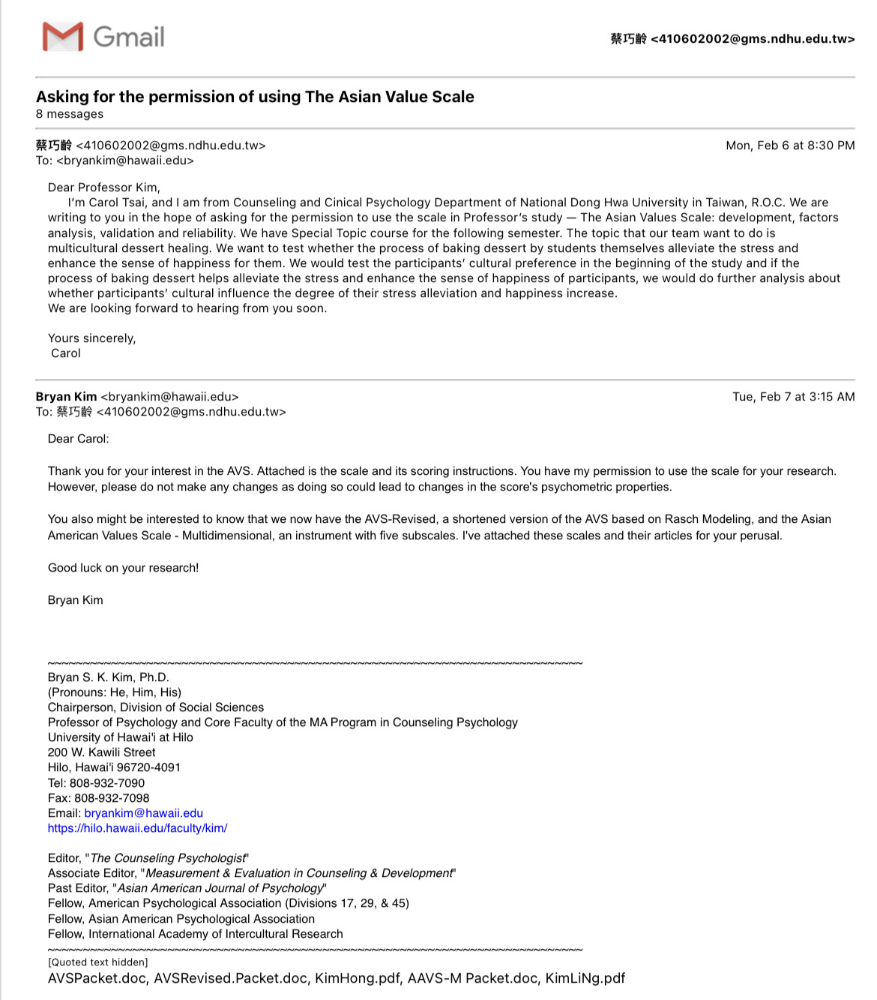 Gmail
蔡巧齡 <410602002@gms.ndhu.edu.tw>
Asking for the permission of using The Asian Value Scale
8 messages
蔡巧齡 <410602002@gms.ndhu.edu.tw> Mon, Feb 6 at 8:30 PM
To: <bryankim@hawaii.edu>
Dear Professor Kim,
I’m Carol Tsai, and I am from Counseling and Cinical Psychology Department of National Dong Hwa University in Taiwan, R.O.C. We are
writing to you in the hope of asking for the permission to use the scale in Professor’s study — The Asian Values Scale: development, factors
analysis, validation and reliability. We have Special Topic course for the following semester. The topic that our team want to do is
multicultural dessert healing. We want to test whether the process of baking dessert by students themselves alleviate the stress and
enhance the sense of happiness for them. We would test the participants’ cultural preference in the beginning of the study and if the
process of baking dessert helps alleviate the stress and enhance the sense of happiness of participants, we would do further analysis about
whether participants’ cultural influence the degree of their stress alleviation and happiness increase.
We are looking forward to hearing from you soon.
Yours sincerely,
Carol
Bryan Kim <bryankim@hawaii.edu> Tue, Feb 7 at 3:15 AM
To: 蔡巧齡 <410602002@gms.ndhu.edu.tw>
Dear Carol:
Thank you for your interest in the AVS. Attached is the scale and its scoring instructions. You have my permission to use the scale for your research.
However, please do not make any changes as doing so could lead to changes in the score's psychometric properties.
You also might be interested to know that we now have the AVS-Revised, a shortened version of the AVS based on Rasch Modeling, and the Asian
American Values Scale - Multidimensional, an instrument with five subscales. I've attached these scales and their articles for your perusal.
Good luck on your research!
Bryan Kim
~~~~~~~~~~~~~~~~~~~~~~~~~~~~~~~~~~~~~~~~~~~~~~~~~~~~~~~~~~~~~~~~~~~~~~~~~~~~~
Bryan S. K. Kim, Ph.D.
(Pronouns: He, Him, His)
Chairperson, Division of Social Sciences
Professor of Psychology and Core Faculty of the MA Program in Counseling Psychology
University of Hawai'i at Hilo
200 W. Kawili Street
Hilo, Hawai'i 96720-4091
Tel: 808-932-7090
Fax: 808-932-7098
Email: bryankim@hawaii.edu
https://hilo.hawaii.edu/faculty/kim/
Editor, "The Counseling Psychologist"
Associate Editor, "Measurement & Evaluation in Counseling & Development"
Past Editor, "Asian American Journal of Psychology"
Fellow, American Psychological Association (Divisions 17, 29, & 45)
Fellow, Asian American Psychological Association
Fellow, International Academy of Intercultural Research
~~~~~~~~~~~~~~~~~~~~~~~~~~~~~~~~~~~~~~~~~~~~~~~~~~~~~~~~~~~~~~~~~~~~~~~~~~~~~
[Quoted text hidden]
AVSPacket.doc, AVSRevised.Packet.doc, KimHong.pdf, AAVS-M Packet.doc, KimLiNg.pdf